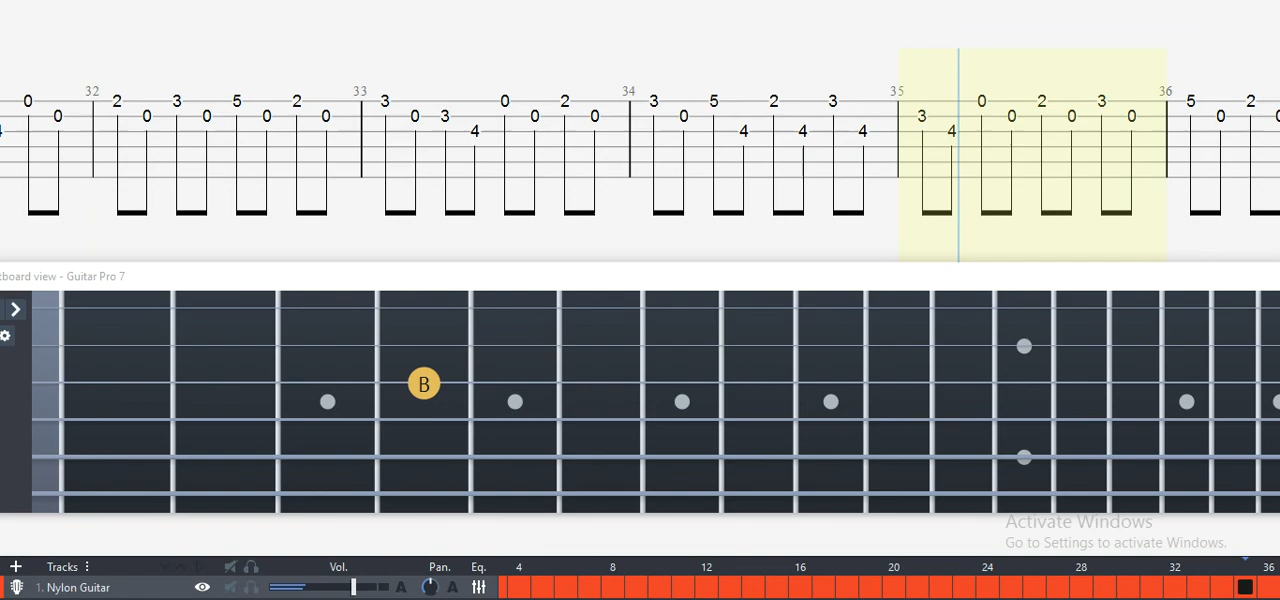 32 33 34 35 36
0 2 3 5 2 3 0 2 3 5 2 3 0 2 3 5 2
0 0 0 0 0 0 3 0 0 0 3 0 0 0 0
4 4 4 4 4 4
tboard view - Guitar Pro 7
B
Activate Windows
Go to Settings to activate Windows.
+ Tracks Vol. Pan. Eq. 4 8 12 16 20 24 28 32 36
1. Nylon Guitar A A